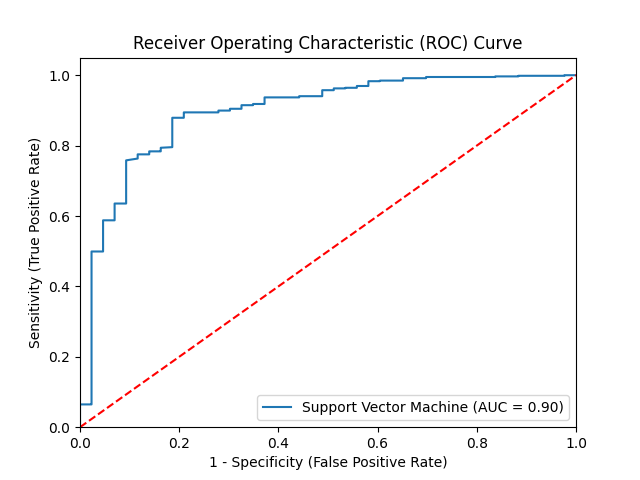 Receiver Operating Characteristic (ROC) Curve
1.0
0.8
0.6
0.4
0.2
0.0
Sensitivity (True Positive Rate)
Support Vector Machine (AUC = 0.90)
0.0 0.2 0.4 0.6 0.8 1.0
1 - Specificity (False Positive Rate)